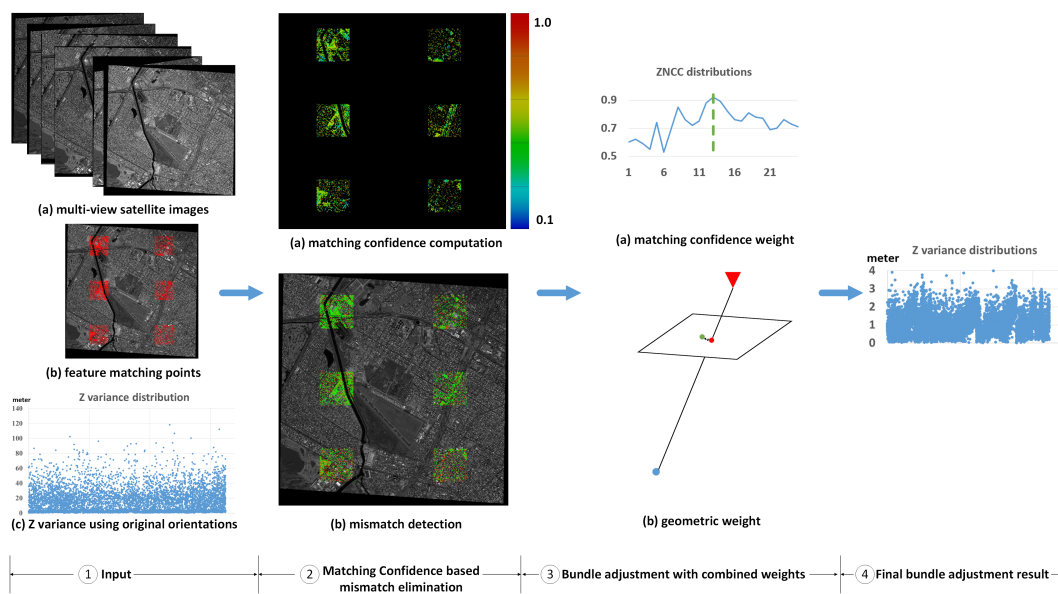 (a) multi-view satellite images
(b) feature matching points
meter
Z variance distribution
140
120
100
80
60
40
20
0
(c) Z variance using original orientations
1.0
0.1
(a) matching confidence computation
(b) mismatch detection
ZNCC distributions
0.9
0.7
0.5
1 6 11 16 21
(a) matching confidence weight
(b) geometric weight
Z variance distributions
meter
4
3
2
1
0
1 Input
2 Matching Confidence based
mismatch elimination
3 Bundle adjustment with combined weights
4 Final bundle adjustment result